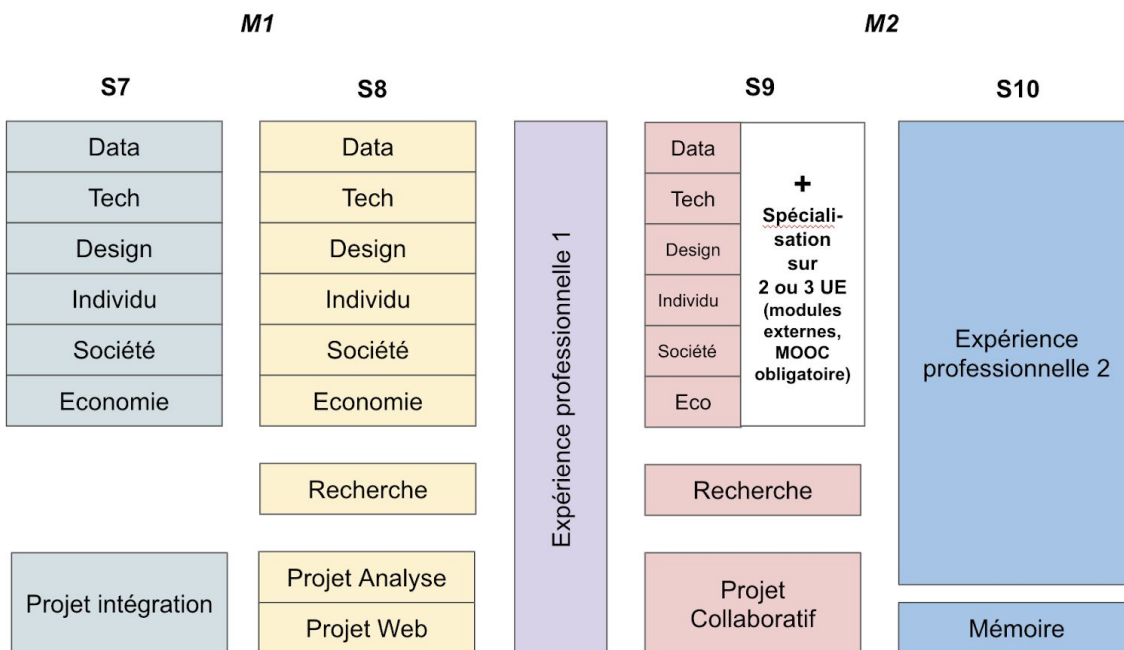 M1
M2
S7
S8
S9
S10
Data
Tech
Design
Individu
Société
Economie
Projet intégration
Data
Tech
Design
Individu
Société
Economie
Recherche
Projet Analyse
Projet Web
Expérience professionnelle 1
Data
Tech
Design
Individu
Société
Eco
+
Spéciali-
sation
sur
2 ou 3 UE
(modules
externes,
MOOC
obligatoire)
Recherche
Projet
Collaboratif
Expérience
professionnelle 2
Mémoire